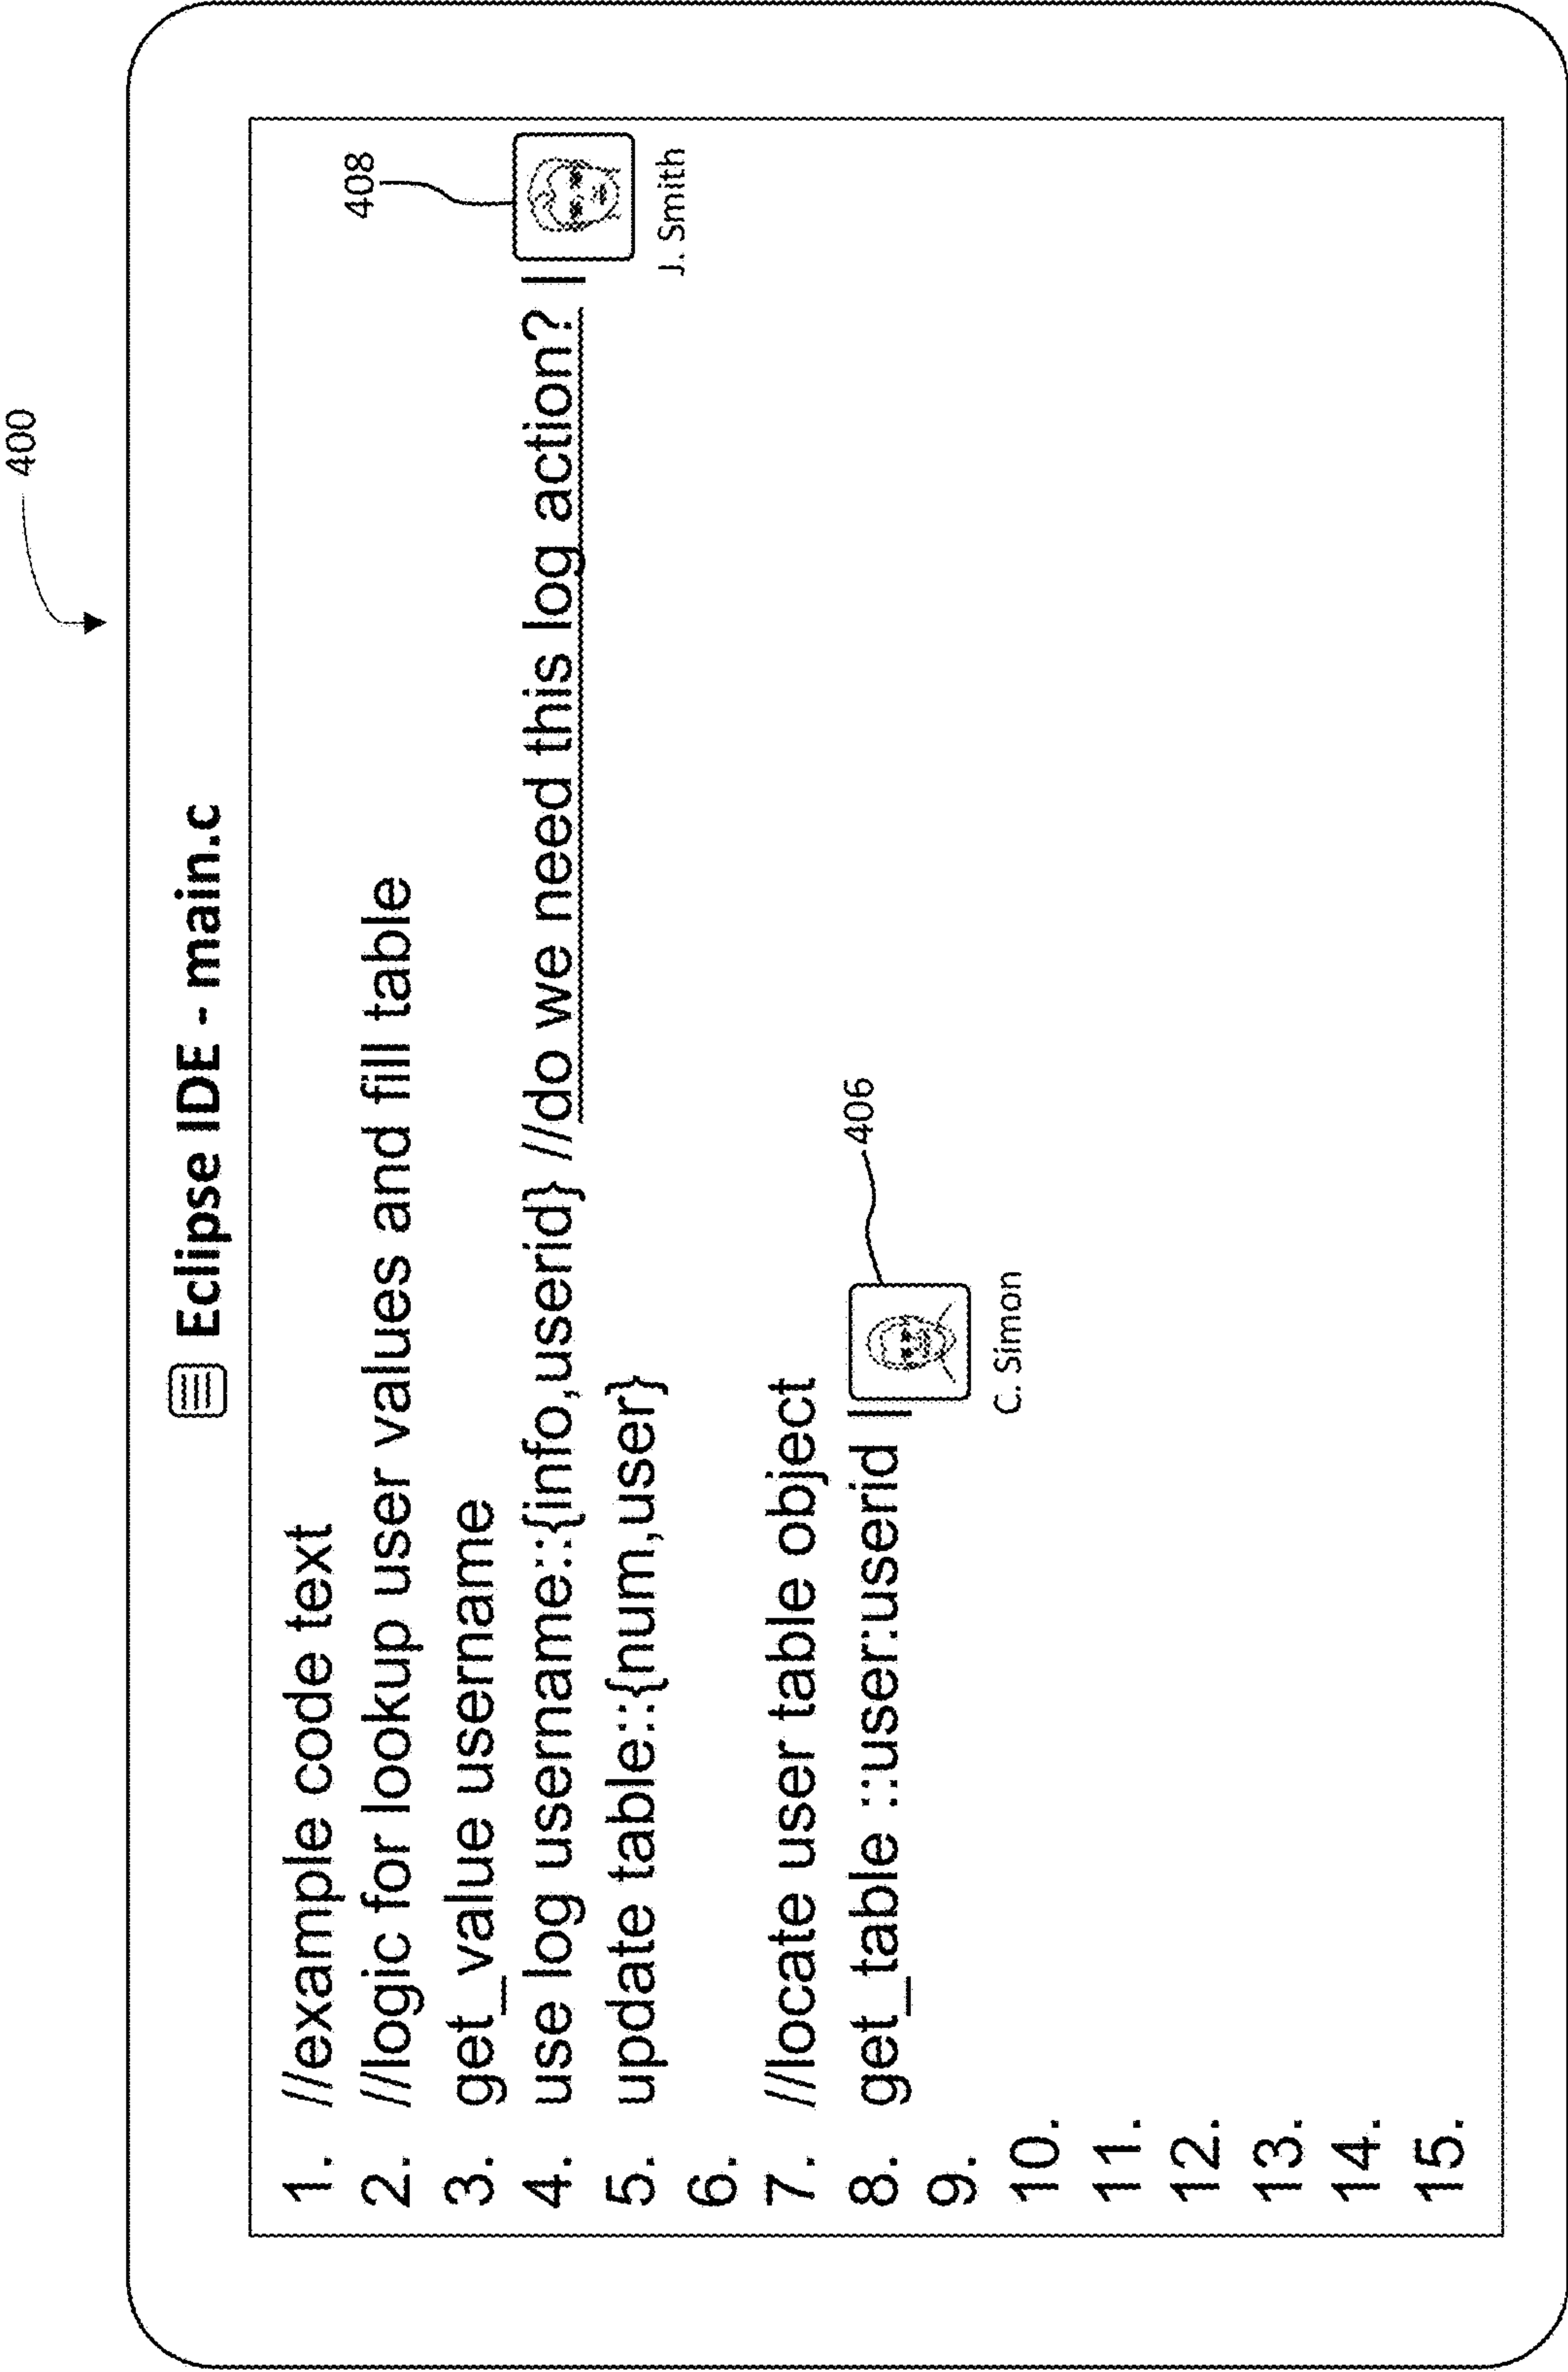 400
Eclipse IDE - main.c
1. //example code text
2. //logic for lookup user values and fill table
3. get_value username
4. use log username::{info,userid} //do we need this log action? |
408
J. Smith
5. update table::{num,user}
6.
7. //locate user table object
8. get_table ::user:userid |
406
C. Simon
9.
10.
11.
12.
13.
14.
15.